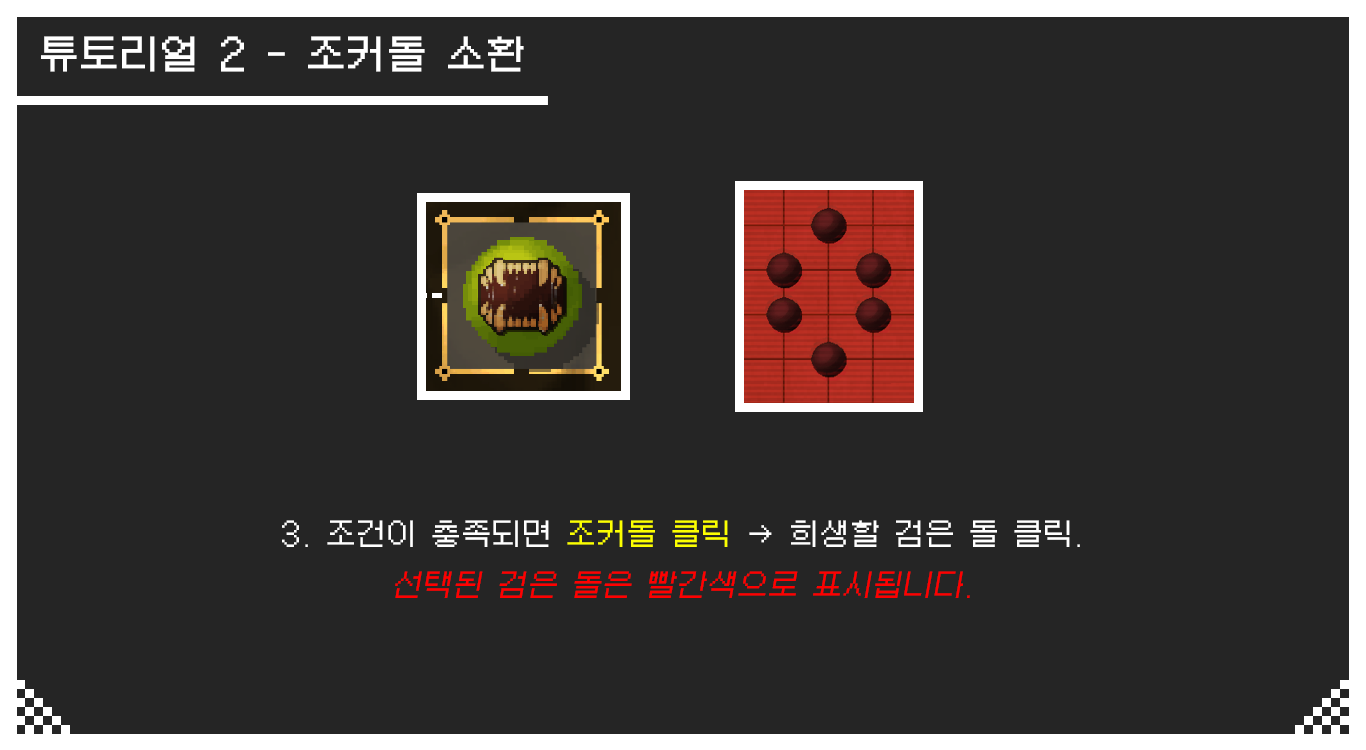 튜토리얼 2 - 조커돌 소환
3. 조건이 충족되면 조커돌 클릭 → 희생할 검은 돌 클릭.
선택된 검은 돌은 빨간색으로 표시됩니다.